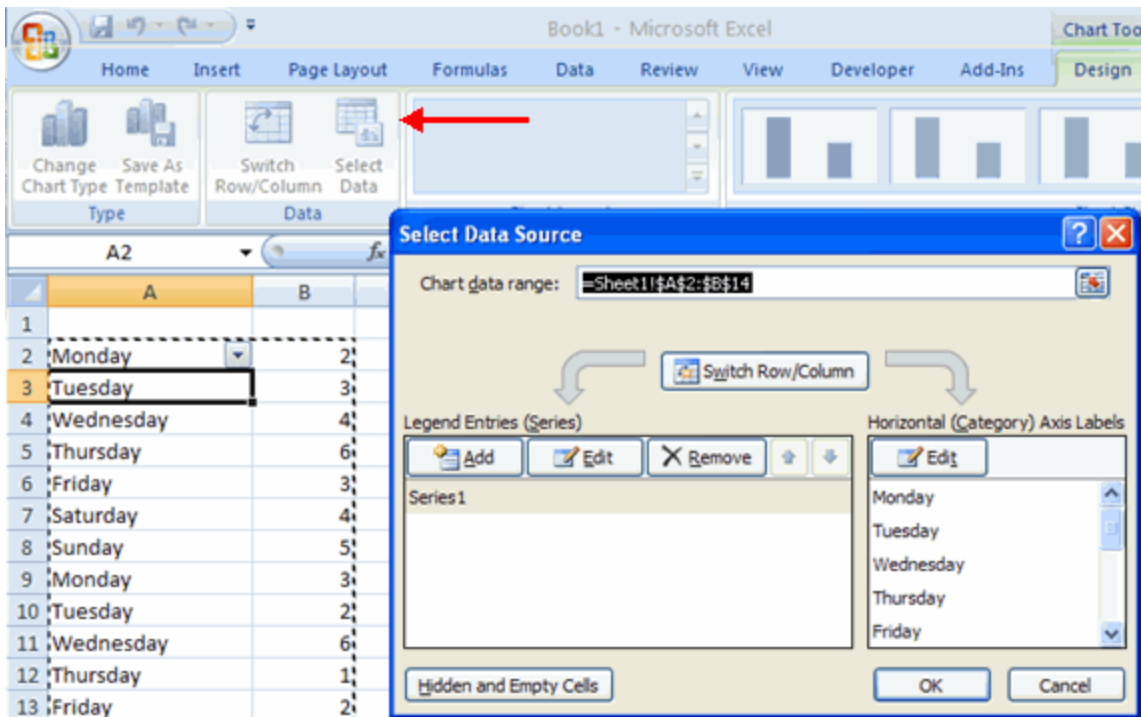 Book1 - Microsoft Excel
Chart Too
Home Insert Page Layout Formulas Data Review View Developer Add-Ins Design
Change Chart Type
Save As Template
Switch Row/Column
Select Data
Type
Data
A2
fx
Select Data Source
Chart data range: =Sheet1!$A$2:$B$14
Switch Row/Column
Legend Entries (Series)
Add Edit Remove
Series1
Horizontal (Category) Axis Labels
Edit
Monday
Tuesday
Wednesday
Thursday
Friday
Hidden and Empty Cells
OK Cancel
A B
1
2 Monday 2
3 Tuesday 3
4 Wednesday 4
5 Thursday 6
6 Friday 3
7 Saturday 4
8 Sunday 5
9 Monday 3
10 Tuesday 2
11 Wednesday 6
12 Thursday 1
13 Friday 2